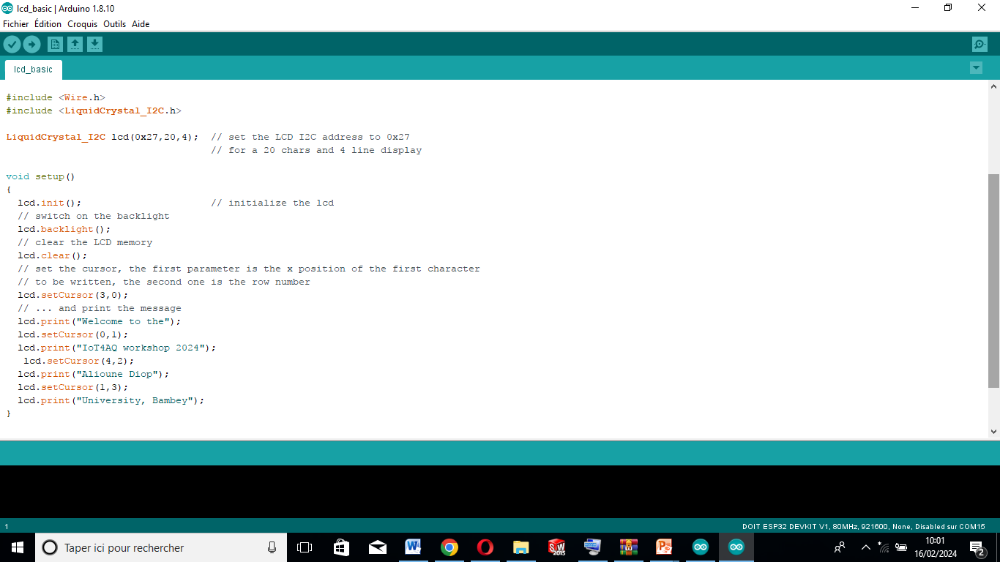 lcd_basic | Arduino 1.8.10
Fichier Édition Croquis Outils Aide
lcd_basic
#include <Wire.h>
#include <LiquidCrystal_I2C.h>
LiquidCrystal_I2C lcd(0x27,20,4);  // set the LCD I2C address to 0x27
// for a 20 chars and 4 line display
void setup()
{
lcd.init();                      // initialize the lcd
// switch on the backlight
lcd.backlight();
// clear the LCD memory
lcd.clear();
// set the cursor, the first parameter is the x position of the first character
// to be written, the second one is the row number
lcd.setCursor(3,0);
// ... and print the message
lcd.print("Welcome to the");
lcd.setCursor(0,1);
lcd.print("IoT4AQ workshop 2024");
lcd.setCursor(4,2);
lcd.print("Alioune Diop");
lcd.setCursor(1,3);
lcd.print("University, Bambey");
}
1 DOIT ESP32 DEVKIT V1, 80MHz, 921600, None, Disabled sur COM15
Taper ici pour rechercher
SW
2015
10:01
16/02/2024
2